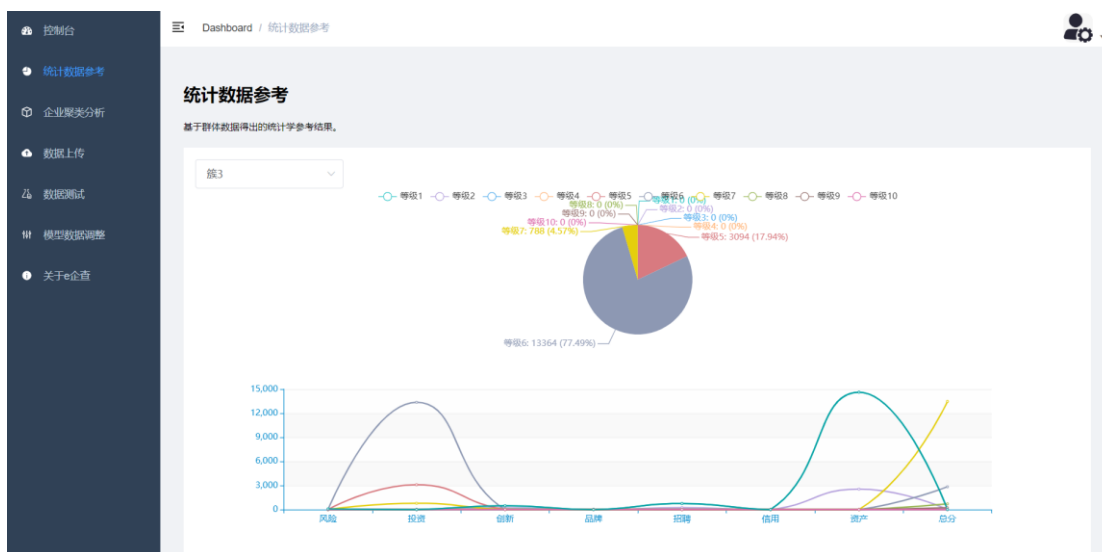 控制台
统计数据参考
企业聚类分析
数据上传
数据测试
模型数据调整
关于e企查
Dashboard / 统计数据参考
统计数据参考
基于群体数据得出的统计学参考结果。
簇3
等级1 等级2 等级3 等级4 等级5 等级6 等级7 等级8 等级9 等级10
等级1: 0 (0%)
等级8: 0 (0%)
等级2: 0 (0%)
等级9: 0 (0%)
等级3: 0 (0%)
等级10: 0 (0%)
等级4: 0 (0%)
等级7: 788 (4.57%)
等级5: 3094 (17.94%)
等级6: 13364 (77.49%)
15,000
12,000
9,000
6,000
3,000
0
风险 投资 创新 品牌 招聘 信用 资产 总分